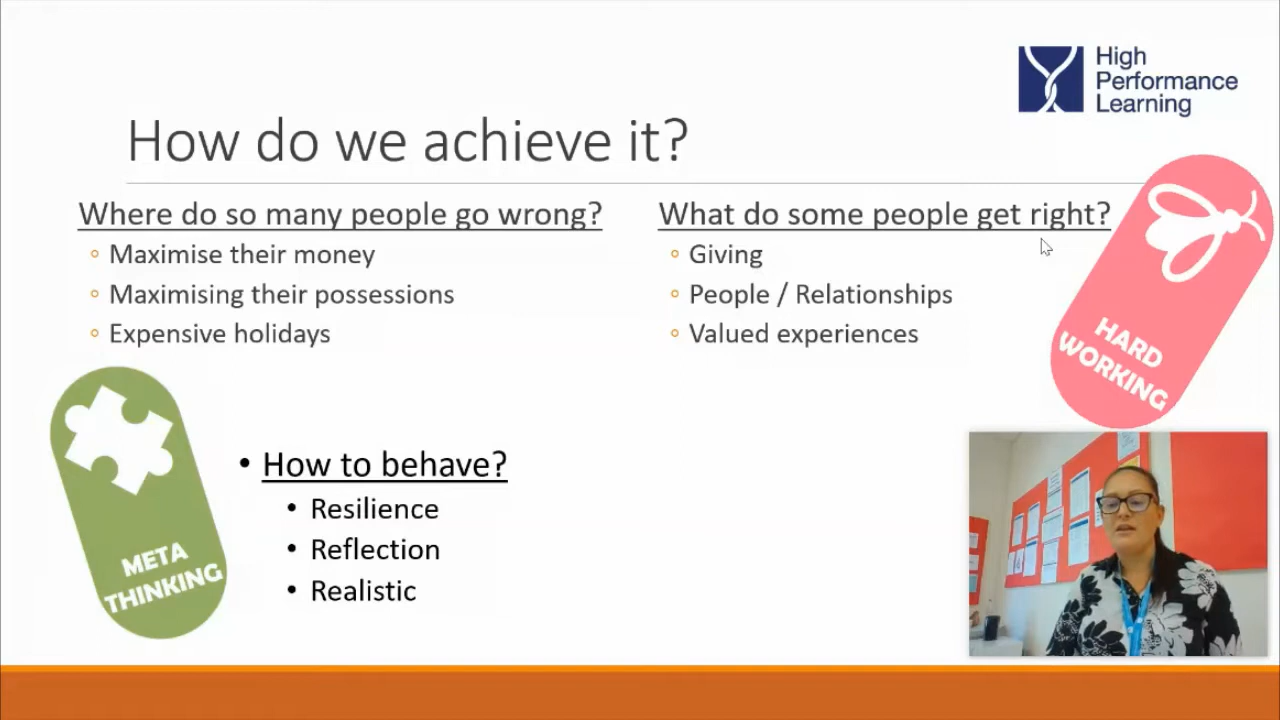 High
Performance
Learning
How do we achieve it?
Where do so many people go wrong?
Maximise their money
Maximising their possessions
Expensive holidays
What do some people get right?
Giving
People / Relationships
Valued experiences
HARD
WORKING
META
THINKING
• How to behave?
• Resilience
• Reflection
• Realistic